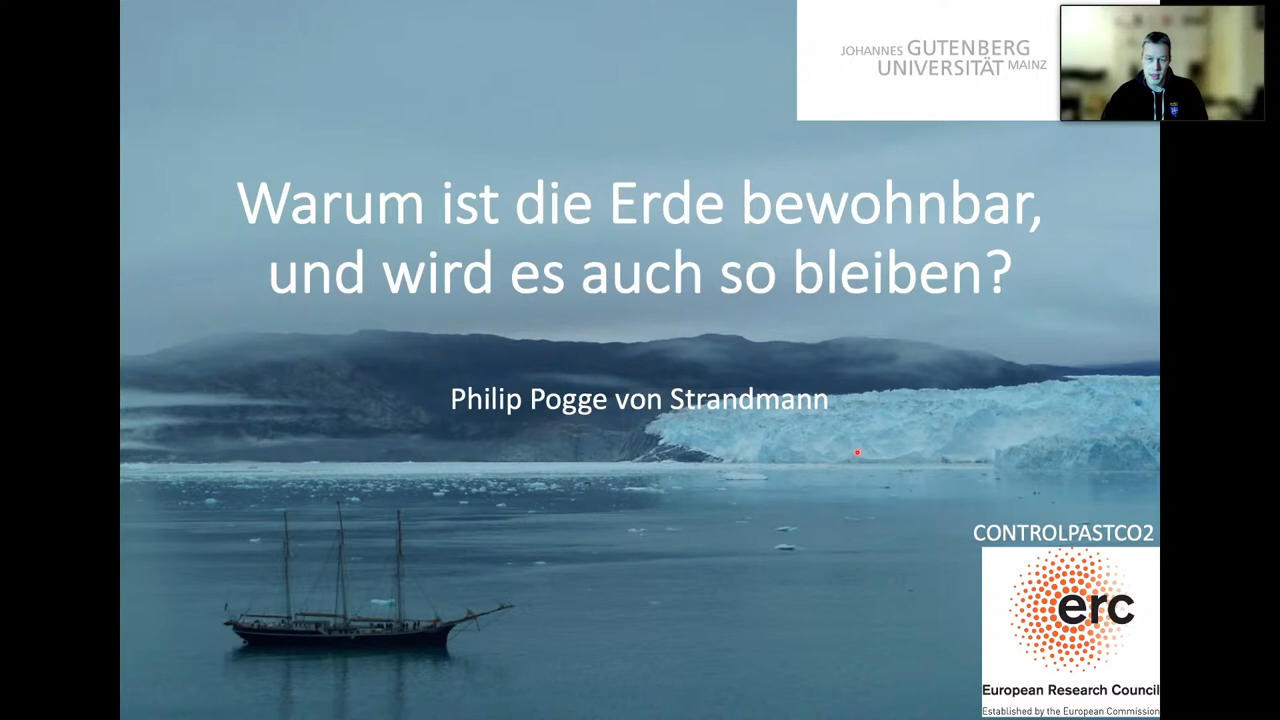 JOHANNES GUTENBERG
UNIVERSITÄT MAINZ
Warum ist die Erde bewohnbar,
und wird es auch so bleiben?
Philip Pogge von Strandmann
CONTROLPASTCO2
erc
European Research Council
Established by the European Commission